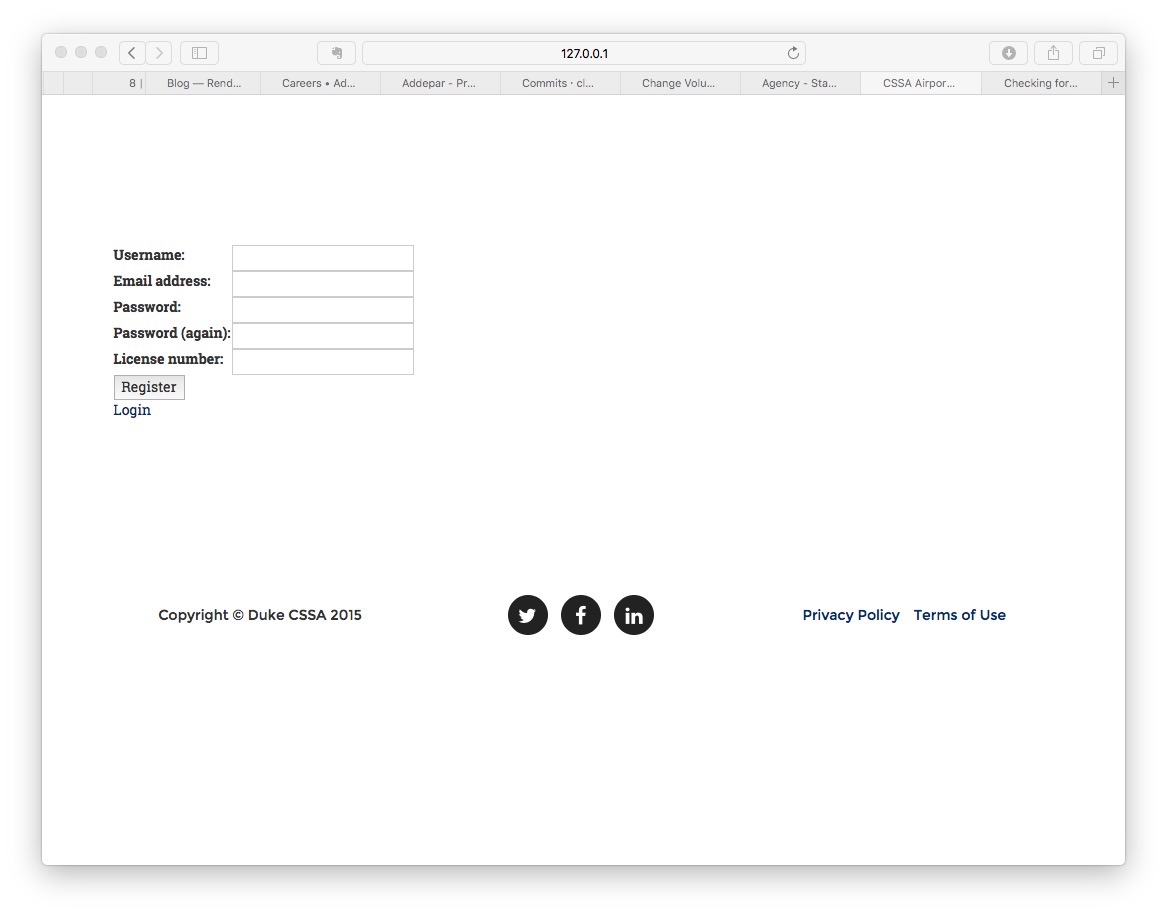 127.0.0.1
8 | Blog — Rend... Careers • Ad... Addepar - Pr... Commits · cl... Change Volu... Agency - Sta... CSSA Airpor... Checking for...
Username:
Email address:
Password:
Password (again):
License number:
Register
Login
Copyright © Duke CSSA 2015 Privacy Policy Terms of Use